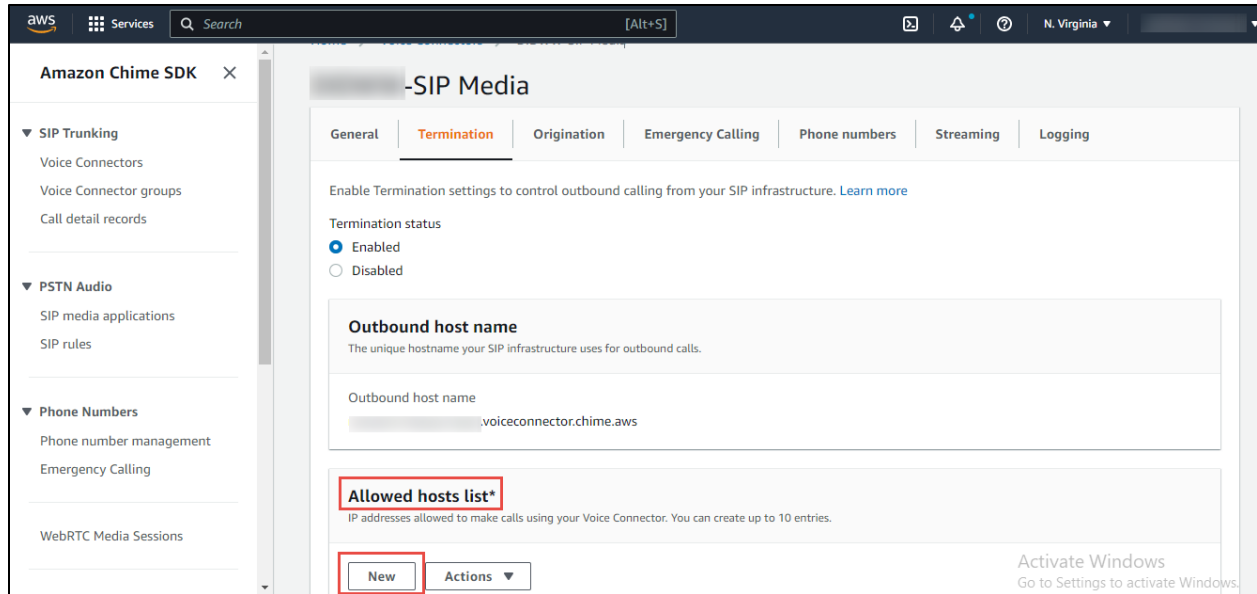 aws Services Search [Alt+S] N. Virginia
Amazon Chime SDK
SIP Trunking
Voice Connectors
Voice Connector groups
Call detail records
PSTN Audio
SIP media applications
SIP rules
Phone Numbers
Phone number management
Emergency Calling
WebRTC Media Sessions
-SIP Media
General Termination Origination Emergency Calling Phone numbers Streaming Logging
Enable Termination settings to control outbound calling from your SIP infrastructure. Learn more
Termination status
Enabled
Disabled
Outbound host name
The unique hostname your SIP infrastructure uses for outbound calls.
Outbound host name
.voiceconnector.chime.aws
Allowed hosts list*
IP addresses allowed to make calls using your Voice Connector. You can create up to 10 entries.
New Actions
Activate Windows
Go to Settings to activate Windows.